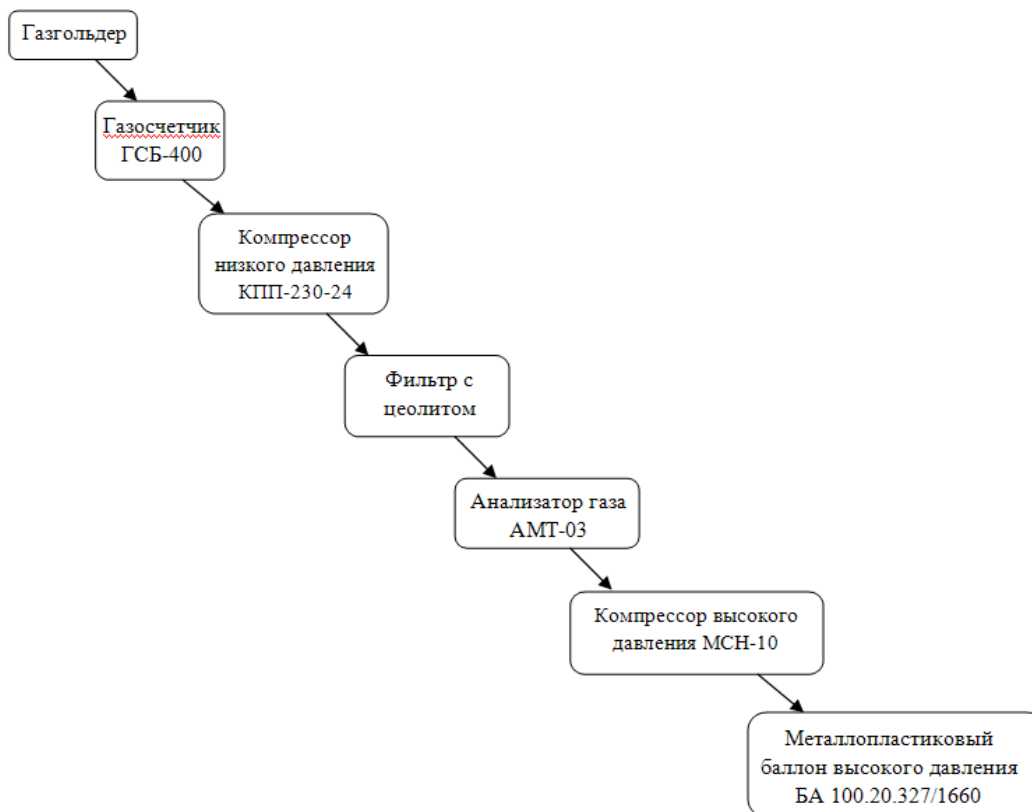 Газгольдер
Газосчетчик
ГСБ-400
Компрессор
низкого давления
КПП-230-24
Фильтр с
цеолитом
Анализатор газа
АМТ-03
Компрессор высокого
давления МСН-10
Металлопластиковый
баллон высокого давления
БА 100.20.327/1660